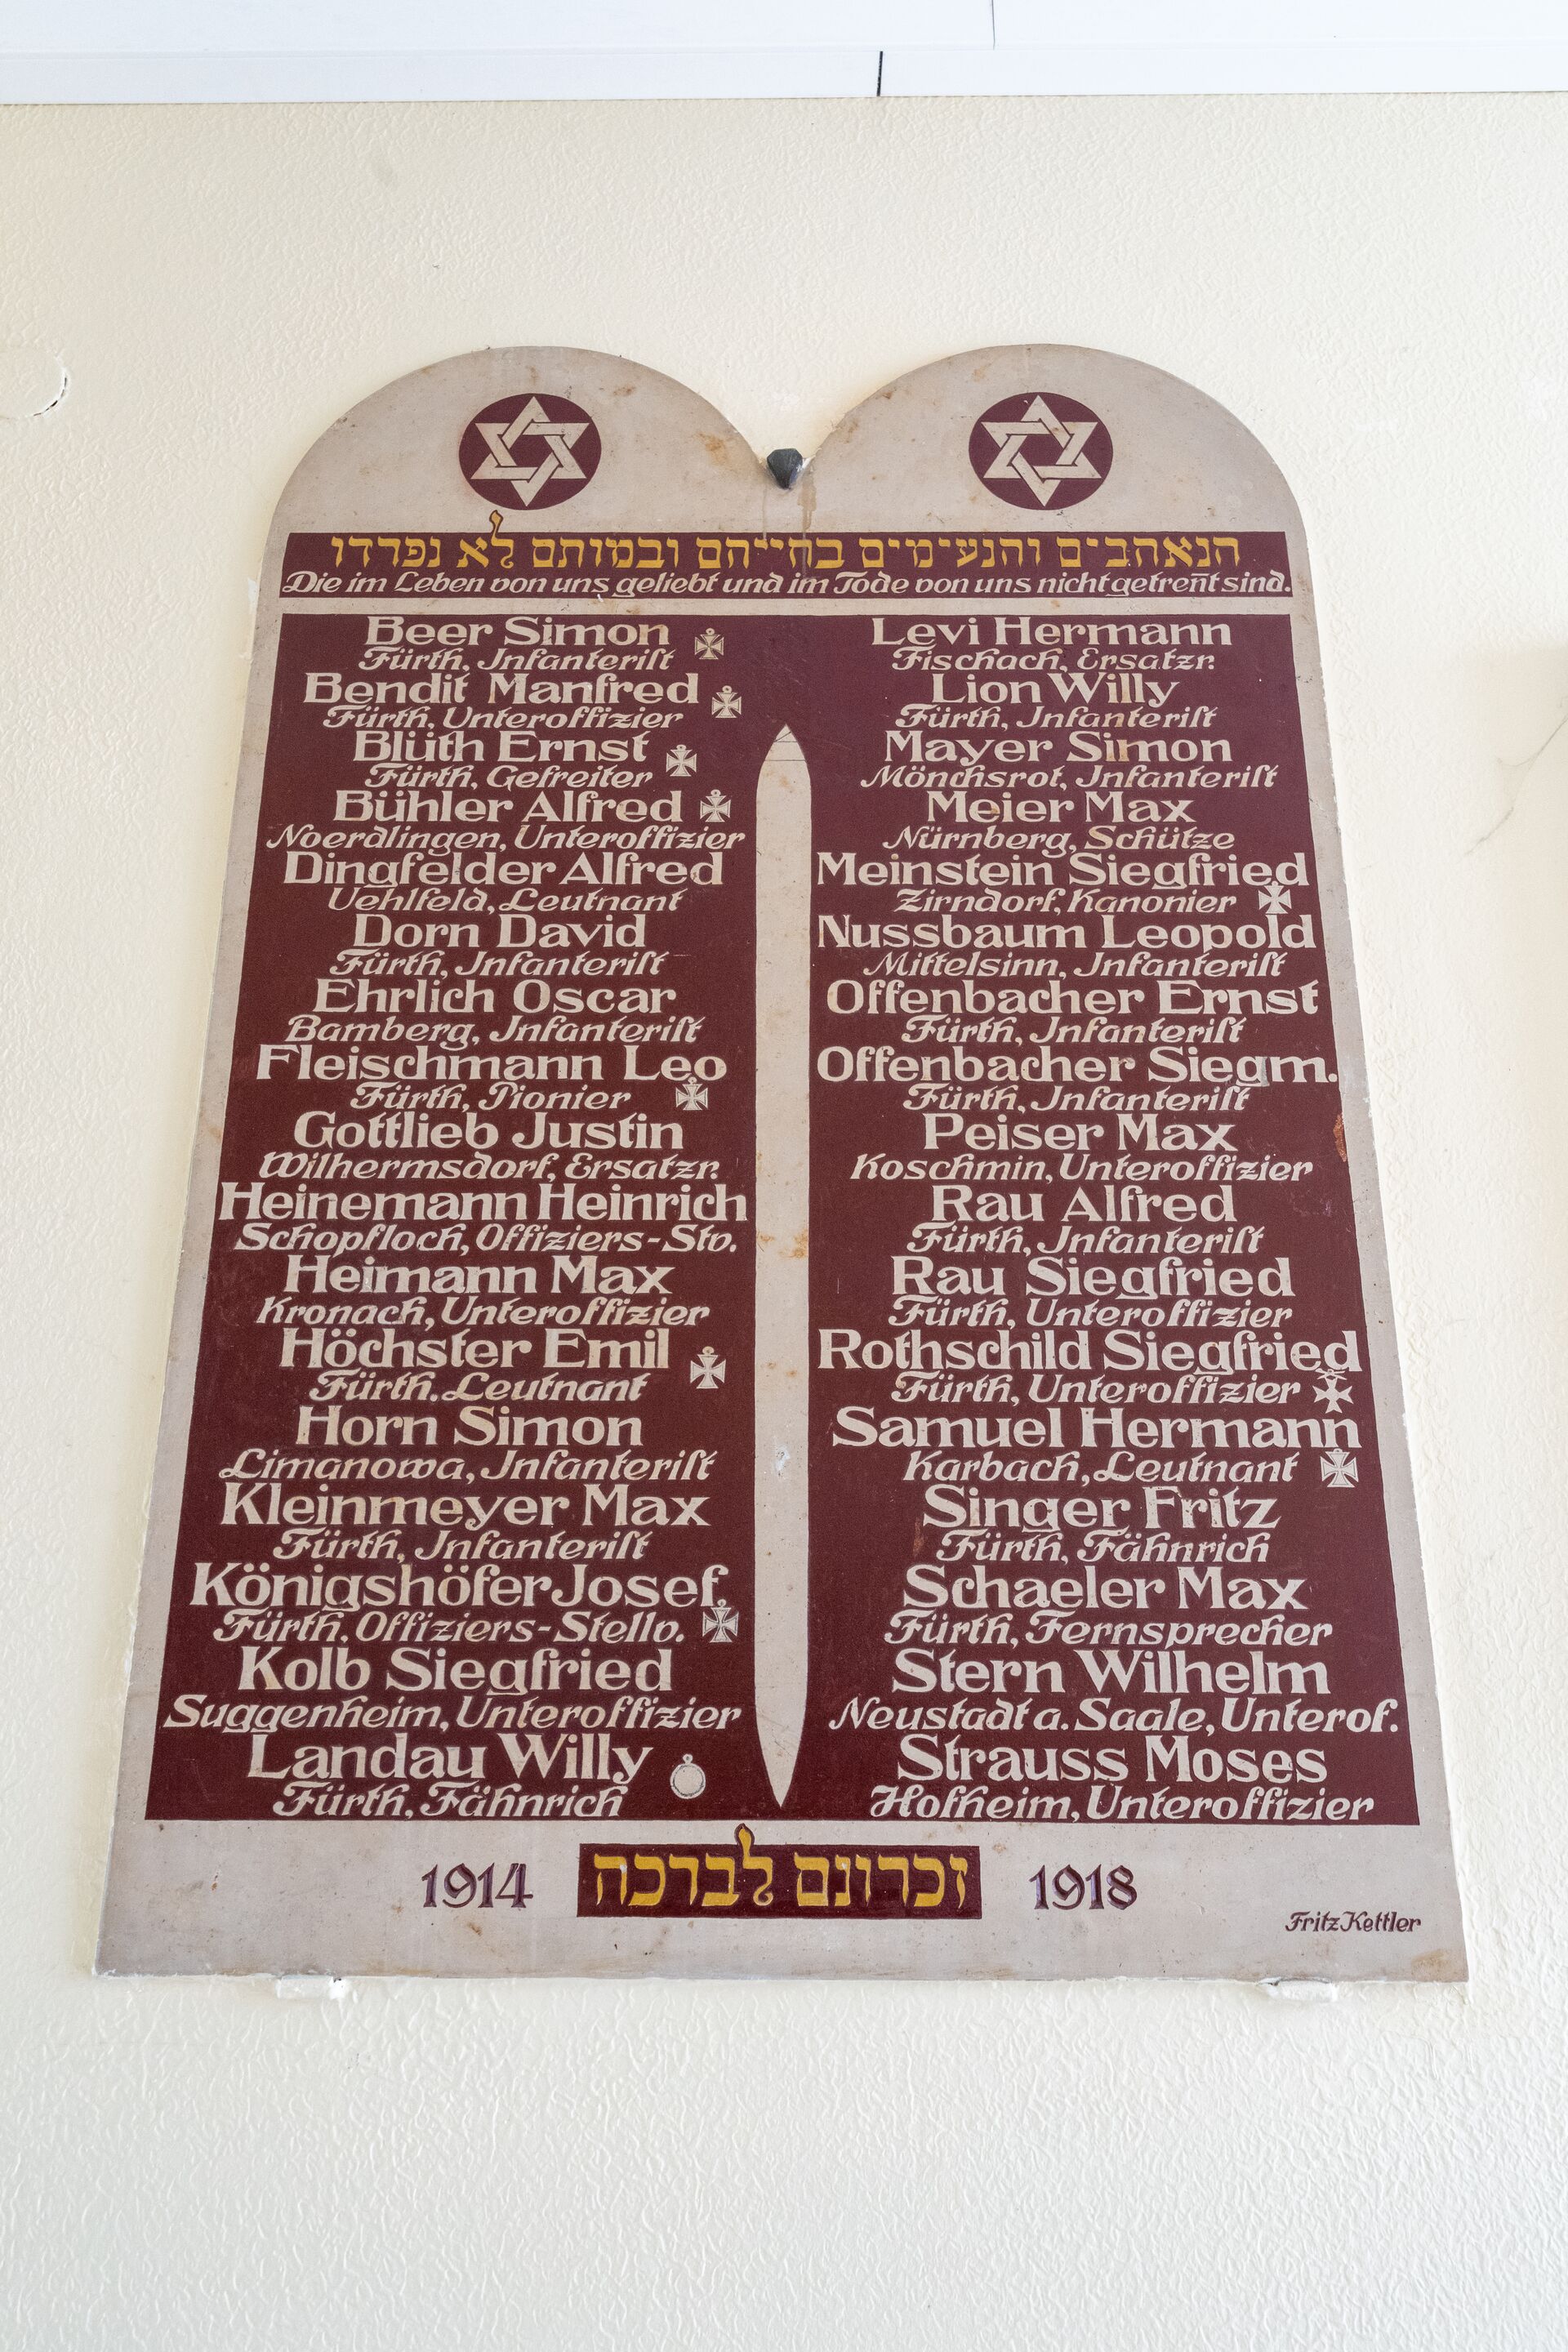 הנאהבים והנעימים בחייהם ובמותם לא נפרדו
Die im Leben von uns geliebt und im Tode von uns nicht getren̄t sind.
Beer Simon
Fürth, Infanterist
Bendit Manfred
Fürth, Unteroffizier
Blüth Ernst
Fürth, Gefreiter
Bühler Alfred
Noerdlingen, Unteroffizier
Dingfelder Alfred
Uehlfeld, Leutnant
Dorn David
Fürth, Infanterist
Ehrlich Oscar
Bamberg, Infanterist
Fleischmann Leo
Fürth, Pionier
Gottlieb Justin
Wilhermsdorf, Ersatzr.
Heinemann Heinrich
Schopfloch, Offiziers-Stv.
Heimann Max
Kronach, Unteroffizier
Höchster Emil
Fürth. Leutnant
Horn Simon
Limanowa, Infanterist
Kleinmeyer Max
Fürth, Infanterist
Königshöfer Josef,
Fürth, Offiziers-Stellv.
Kolb Siegfried
Suggenheim, Unteroffizier
Landau Willy
Fürth, Fähnrich
Levi Hermann
Fischach, Ersatzr.
Lion Willy
Fürth, Infanterist
Mayer Simon
Mönchsrot, Infanterist
Meier Max
Nürnberg, Schütze
Meinstein Siegfried
Zirndorf, Kanonier
Nussbaum Leopold
Mittelsinn, Infanterist
Offenbacher Ernst
Fürth, Infanterist
Offenbacher Siegm.
Fürth, Infanterist
Peiser Max
Koschmin, Unteroffizier
Rau Alfred
Fürth, Infanterist
Rau Siegfried
Fürth, Unteroffizier
Rothschild Siegfried
Fürth, Unteroffizier
Samuel Hermann
Karbach, Leutnant
Singer Fritz
Fürth, Fähnrich
Schaeler Max
Fürth, Fernsprecher
Stern Wilhelm
Neustadt a. Saale, Unterof.
Strauss Moses
Hofheim, Unteroffizier
1914 זכרונם לברכה 1918
Fritz Kettler